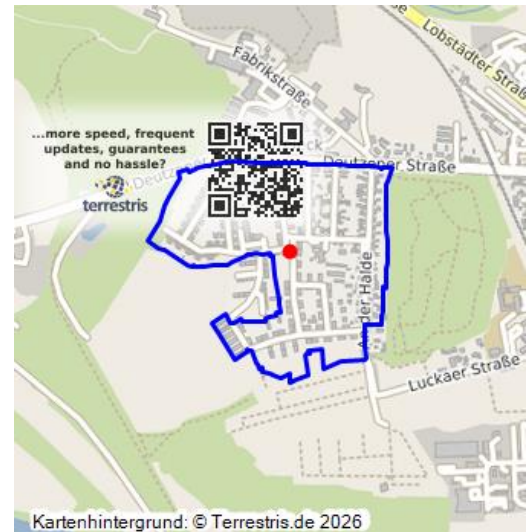 Lobstädter Straße
Fabrikstraße
...more speed, frequent
updates, guarantees
and no hassle?
Deutzener Straße
terrestris
An der Halde
Luckaer Straße
Kartenhintergrund: © Terrestris.de 2026